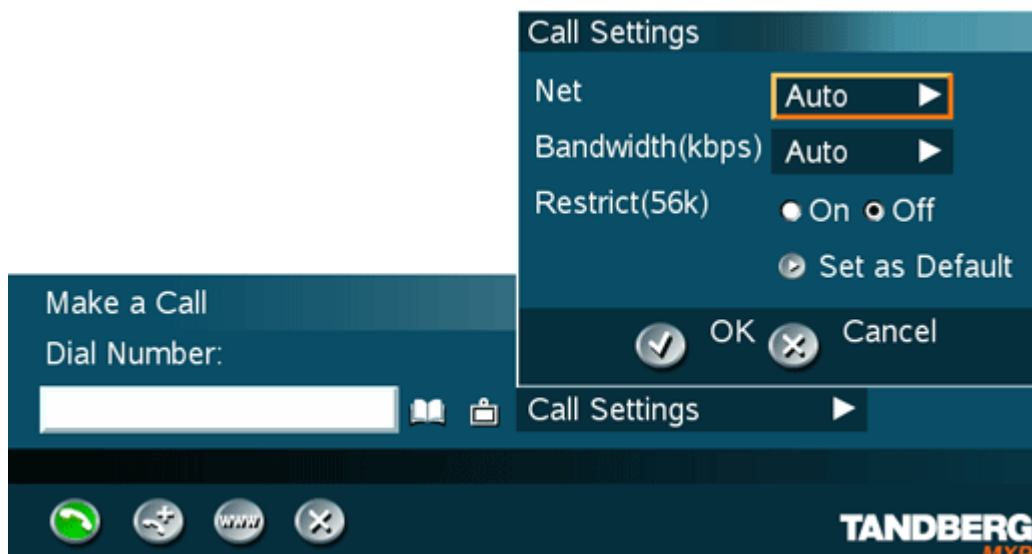 Call Settings
Net Auto
Bandwidth(kbps) Auto
Restrict(56k) On Off
Set as Default
OK Cancel
Make a Call
Dial Number:
Call Settings
www
TANDBERG
MXP